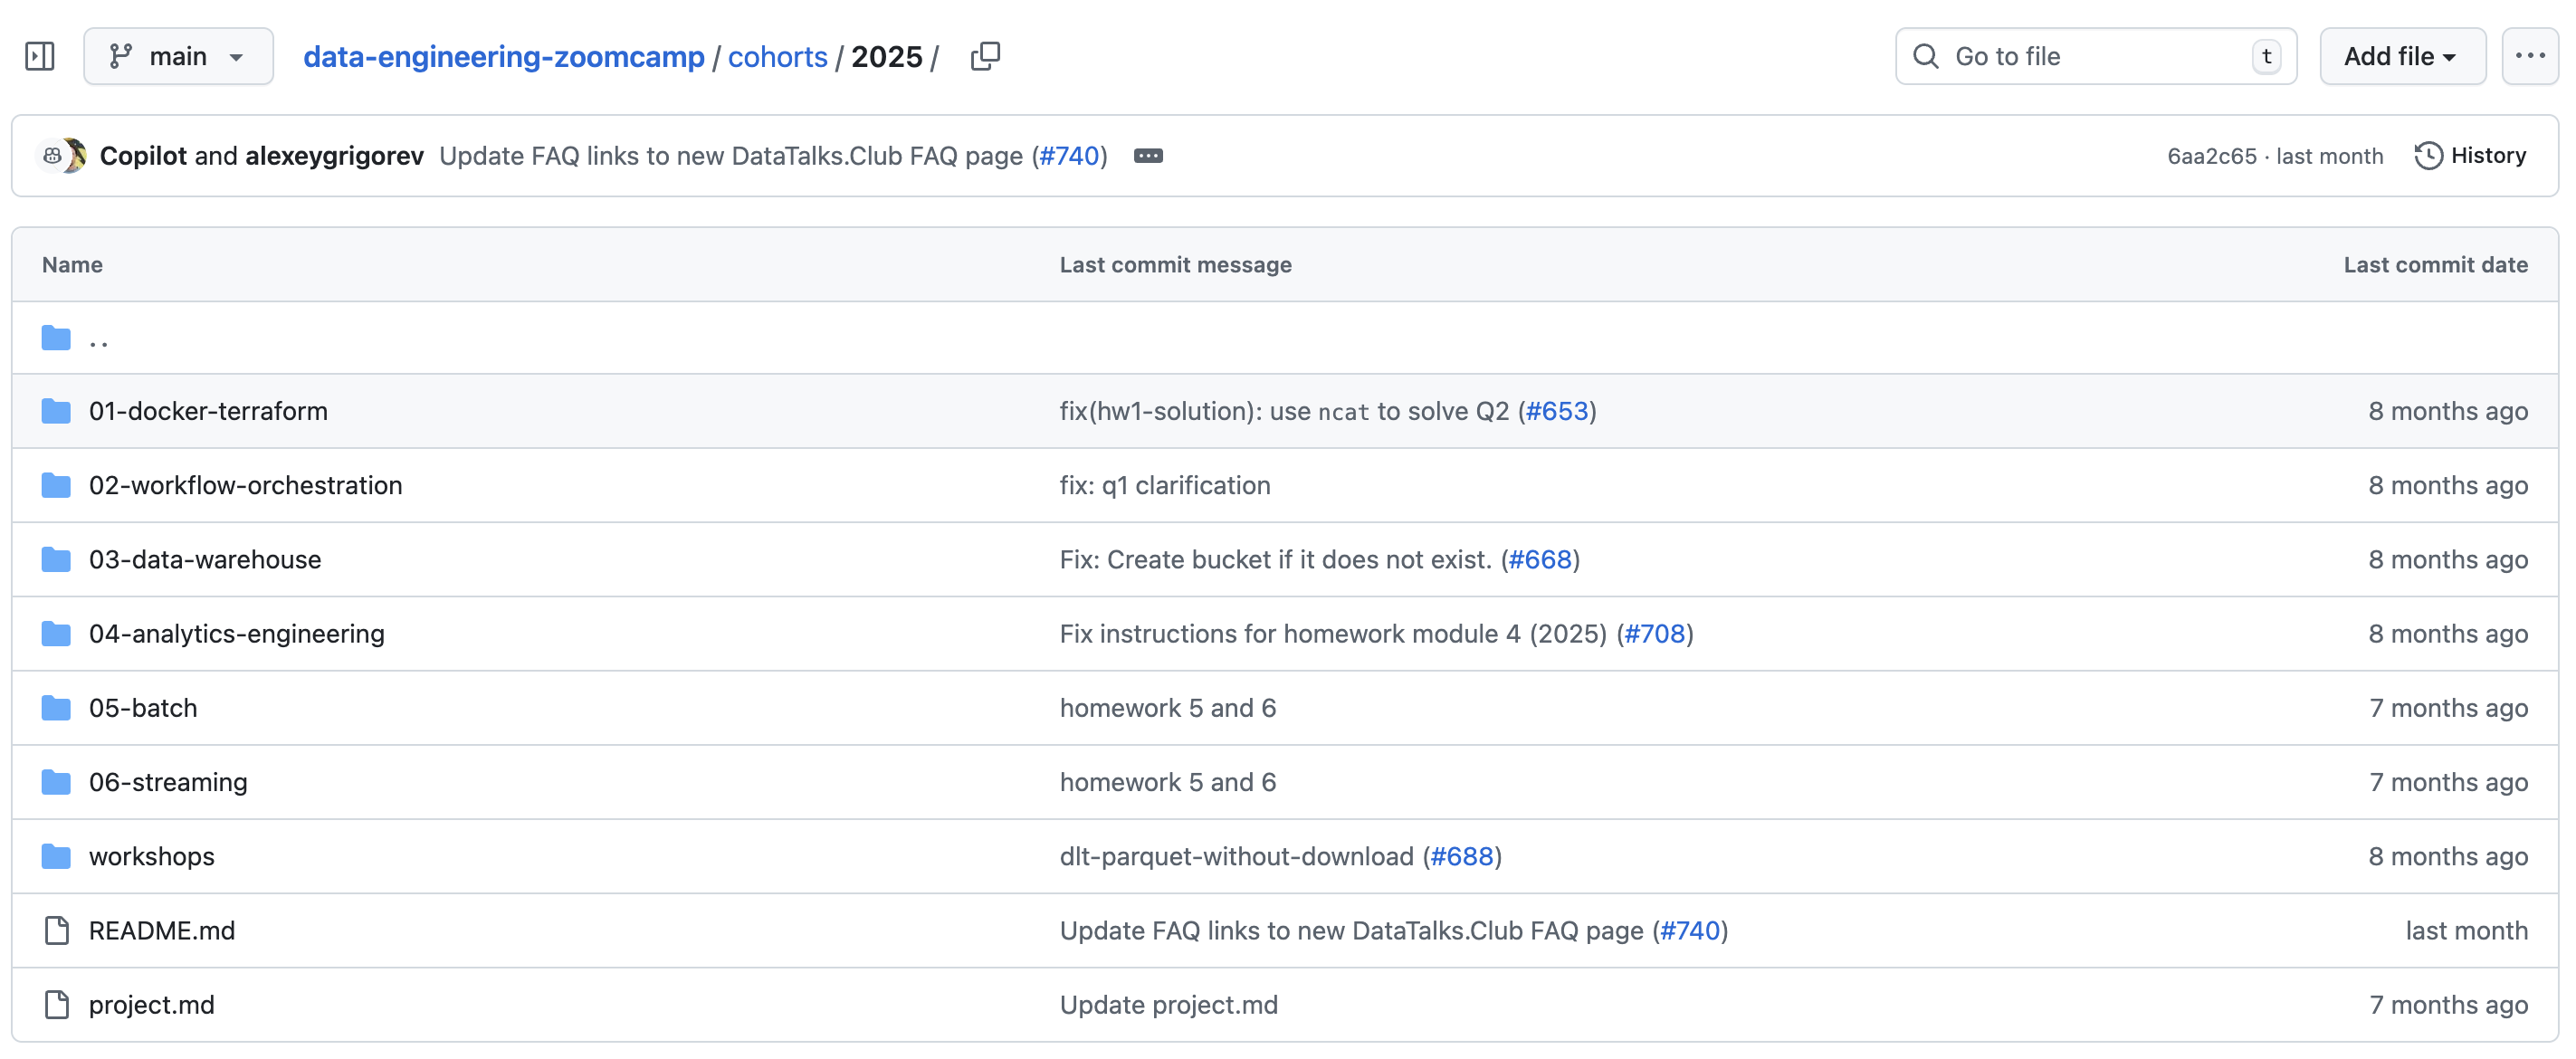 main data-engineering-zoomcamp / cohorts / 2025 / Go to file t Add file
Copilot and alexeygrigorev Update FAQ links to new DataTalks.Club FAQ page (#740) 6aa2c65 · last month History
Name Last commit message Last commit date
..
01-docker-terraform fix(hw1-solution): use ncat to solve Q2 (#653) 8 months ago
02-workflow-orchestration fix: q1 clarification 8 months ago
03-data-warehouse Fix: Create bucket if it does not exist. (#668) 8 months ago
04-analytics-engineering Fix instructions for homework module 4 (2025) (#708) 8 months ago
05-batch homework 5 and 6 7 months ago
06-streaming homework 5 and 6 7 months ago
workshops dlt-parquet-without-download (#688) 8 months ago
README.md Update FAQ links to new DataTalks.Club FAQ page (#740) last month
project.md Update project.md 7 months ago